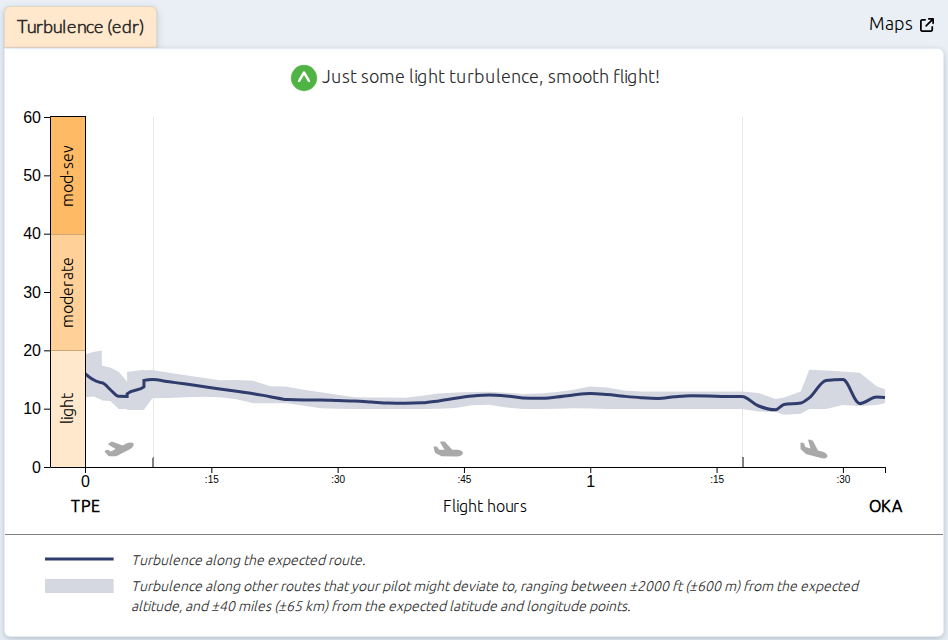 Turbulence (edr)
Maps
Just some light turbulence, smooth flight!
60
50
40
30
20
10
0
mod-sev
moderate
light
0 :15 :30 :45 1 :15 :30
TPE Flight hours OKA
Turbulence along the expected route.
Turbulence along other routes that your pilot might deviate to, ranging between ±2000 ft (±600 m) from the expected
altitude, and ±40 miles (±65 km) from the expected latitude and longitude points.